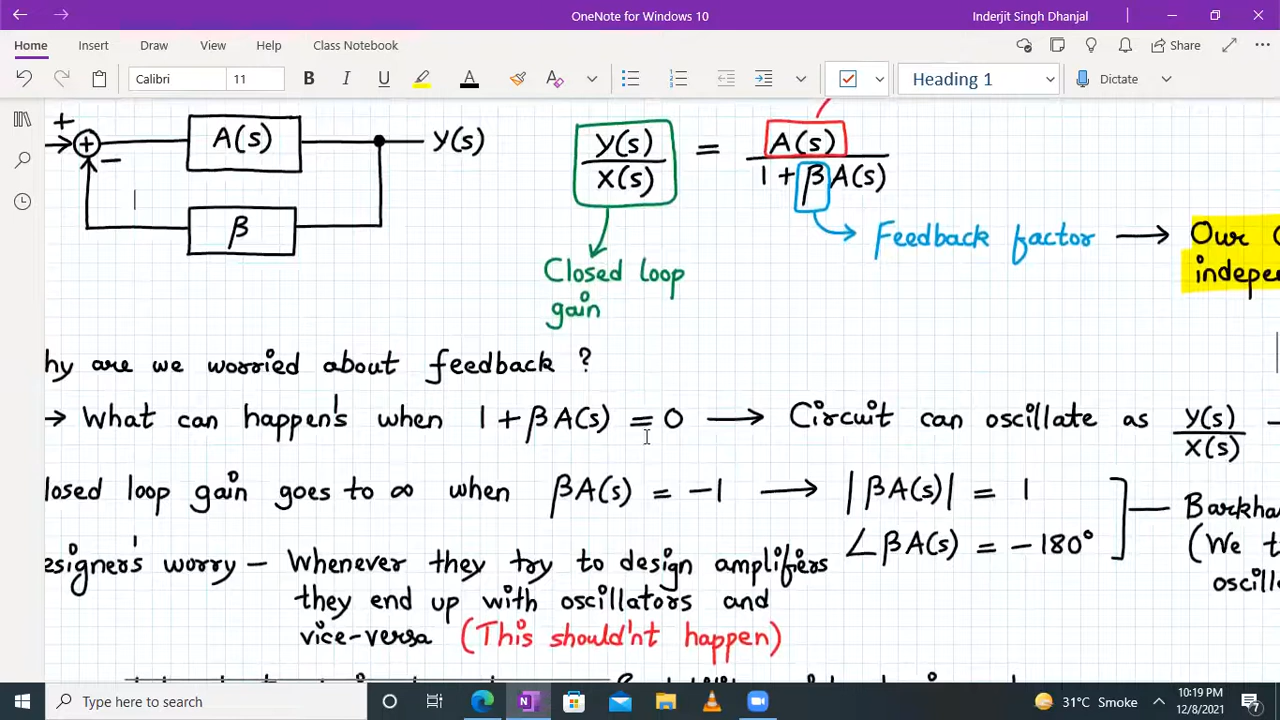 OneNote for Windows 10
Inderjit Singh Dhanjal
Home Insert Draw View Help Class Notebook
Share
Calibri 11 B I U A Heading 1 Dictate
+
+ A(s) Y(s)
−
β
Y(s)/X(s) = A(s)/1 + βA(s)
Feedback factor → Our
Closed loop
gain
are we worried about feedback ?
→ What can happen's when 1 + βA(s) = 0 → Circuit can oscillate as Y(s)/X(s)
loop gain goes to ∞ when βA(s) = -1 → |βA(s)| = 1
∠βA(s) = -180°
(We
worry – Whenever they try to design amplifiers
they end up with oscillators and
vice-versa (This should'nt happen)
Type here to search
31°C Smoke
10:19 PM
12/8/2021
7